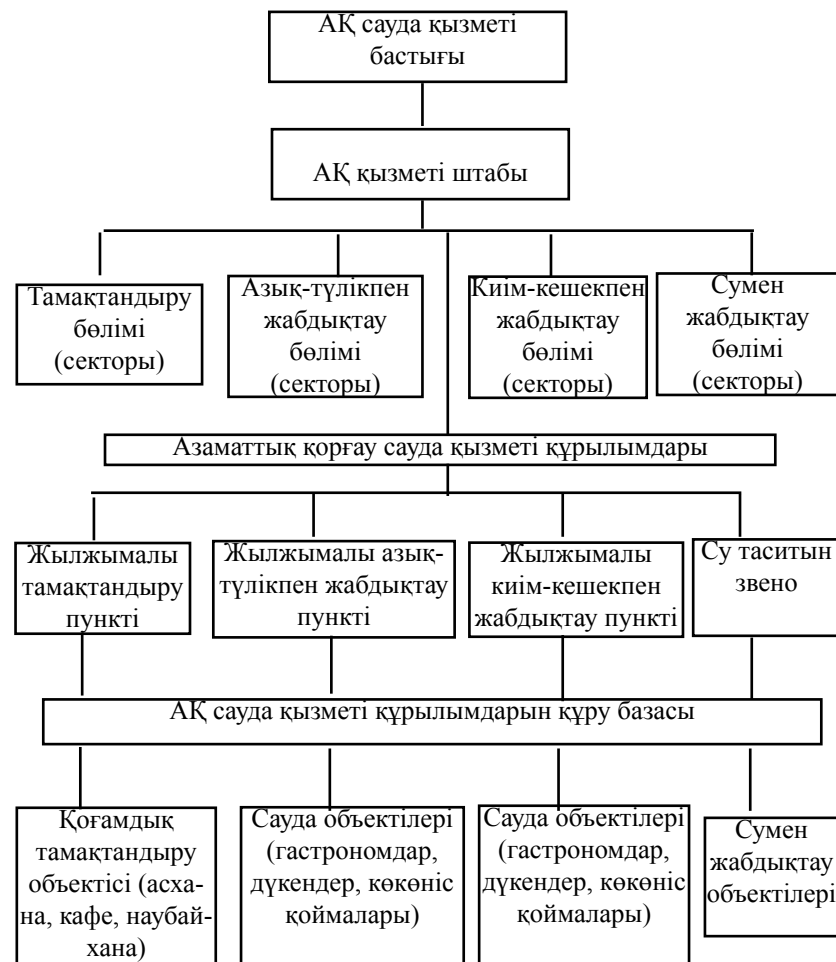 АҚ сауда қызметі
бастығы
АҚ қызметі штабы
Тамақтандыру
бөлімі
(секторы)
Азық-түлікпен
жабдықтау
бөлімі
(секторы)
Киім-кешекпен
жабдықтау
бөлімі
(секторы)
Сумен
жабдықтау
бөлімі
(секторы)
Азаматтық қорғау сауда қызметі құрылымдары
Жылжымалы
тамақтандыру
пункті
Жылжымалы азық-
түлікпен жабдықтау
пункті
Жылжымалы
киім-кешекпен
жабдықтау пункті
Су таситын
звено
АҚ сауда қызметі құрылымдарын құру базасы
Қоғамдық
тамақтандыру
объектісі (асха-
на, кафе, наубай-
хана)
Сауда объектілері
(гастрономдар,
дүкендер, көкөніс
қоймалары)
Сауда объектілері
(гастрономдар,
дүкендер, көкөніс
қоймалары)
Сумен
жабдықтау
объектілері